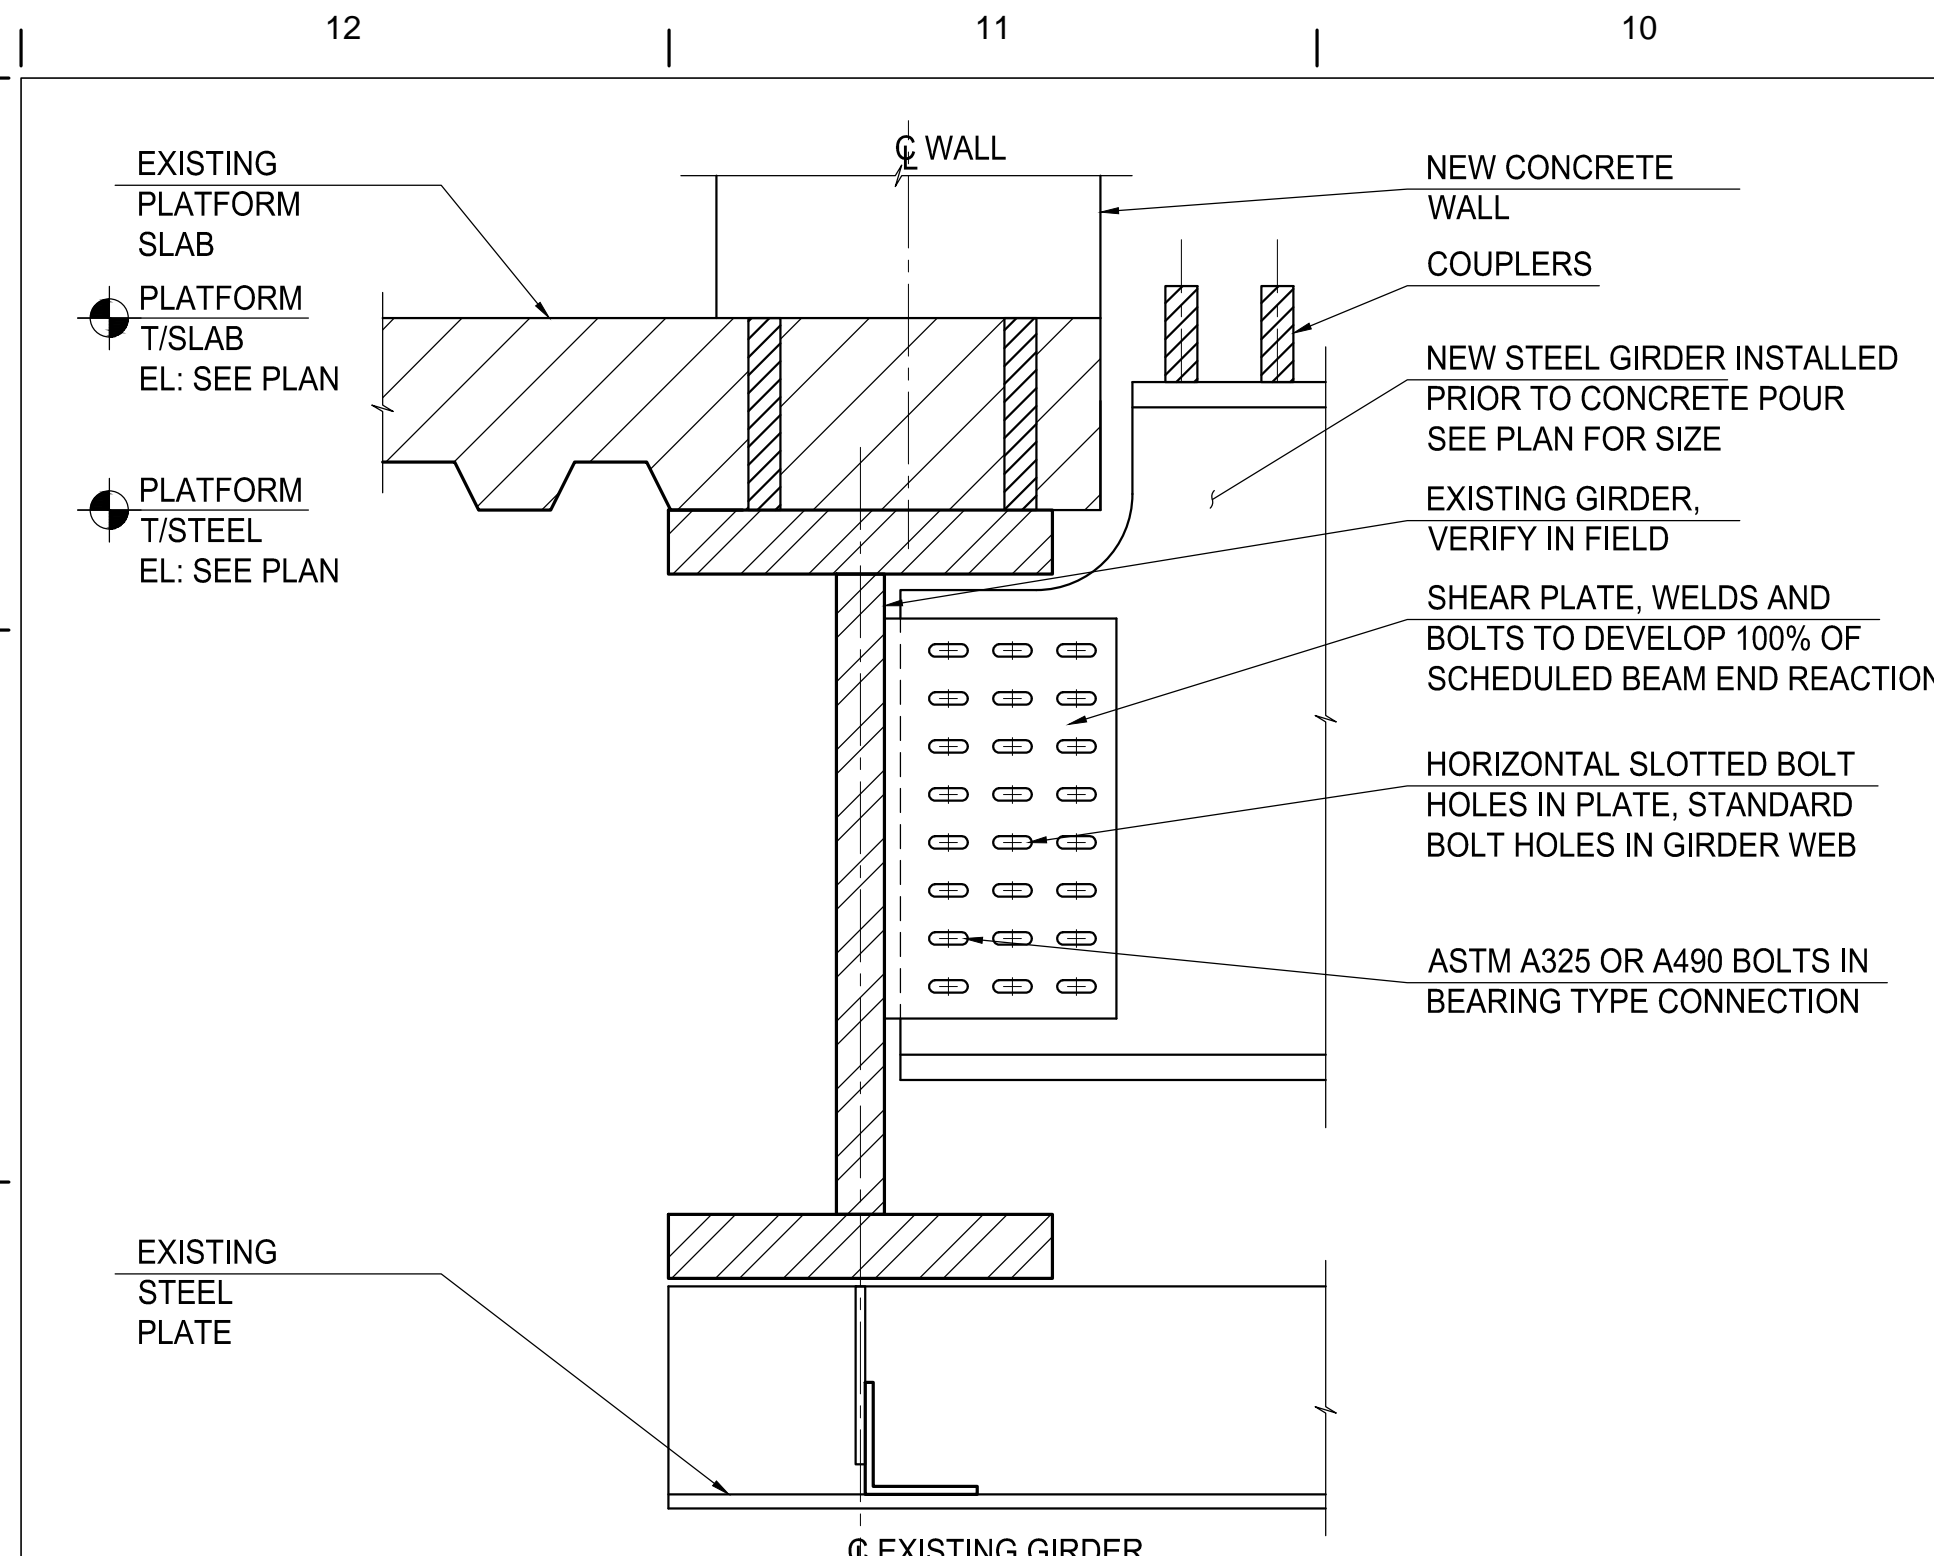 12
11
10
℄ WALL
EXISTING
PLATFORM
SLAB
PLATFORM
T/SLAB
EL: SEE PLAN
PLATFORM
T/STEEL
EL: SEE PLAN
NEW CONCRETE
WALL
COUPLERS
NEW STEEL GIRDER INSTALLED
PRIOR TO CONCRETE POUR
SEE PLAN FOR SIZE
EXISTING GIRDER,
VERIFY IN FIELD
SHEAR PLATE, WELDS AND
BOLTS TO DEVELOP 100% OF
SCHEDULED BEAM END REACTION
HORIZONTAL SLOTTED BOLT
HOLES IN PLATE, STANDARD
BOLT HOLES IN GIRDER WEB
ASTM A325 OR A490 BOLTS IN
BEARING TYPE CONNECTION
EXISTING
STEEL
PLATE
℄ EXISTING GIRDER